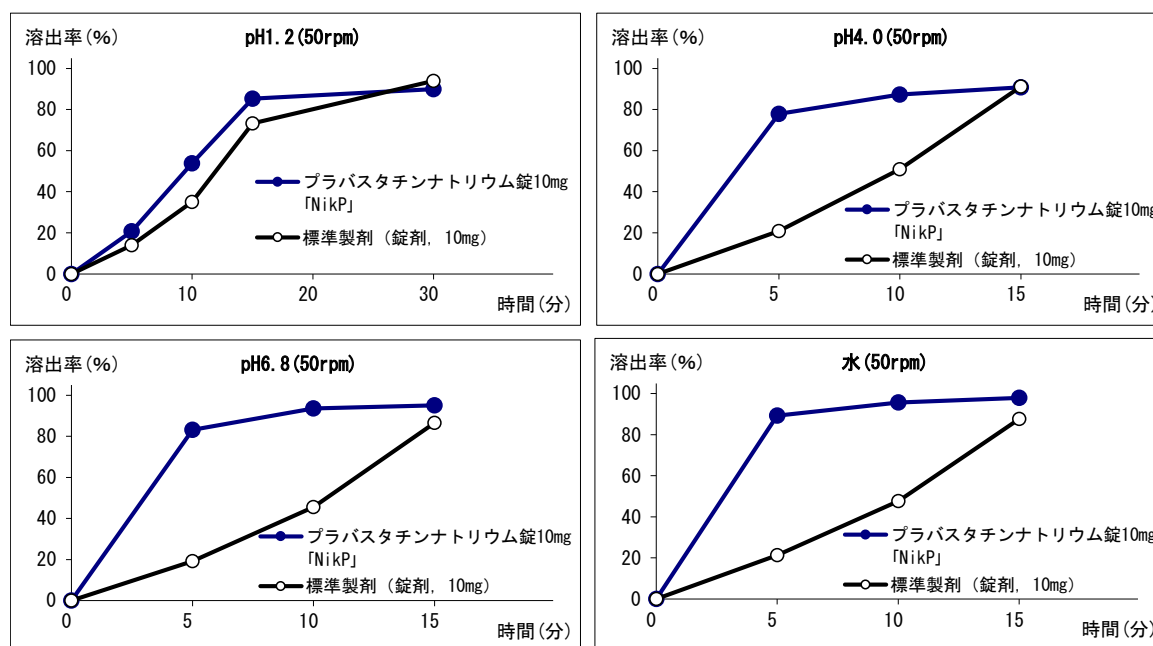 溶出率(%)
pH1.2(50rpm)
100
80
60
40
20
0
プラバスタチンナトリウム錠10mg
「NikP」
標準製剤（錠剤, 10mg）
0
10
20
30
時間(分)
溶出率(%)
pH4.0(50rpm)
100
80
60
40
20
0
プラバスタチンナトリウム錠10mg
「NikP」
標準製剤（錠剤, 10mg）
0
5
10
15
時間(分)
溶出率(%)
pH6.8(50rpm)
100
80
60
40
20
0
プラバスタチンナトリウム錠10mg
「NikP」
標準製剤（錠剤, 10mg）
0
5
10
15
時間(分)
溶出率(%)
水(50rpm)
100
80
60
40
20
0
プラバスタチンナトリウム錠10mg
「NikP」
標準製剤（錠剤, 10mg）
0
5
10
15
時間(分)